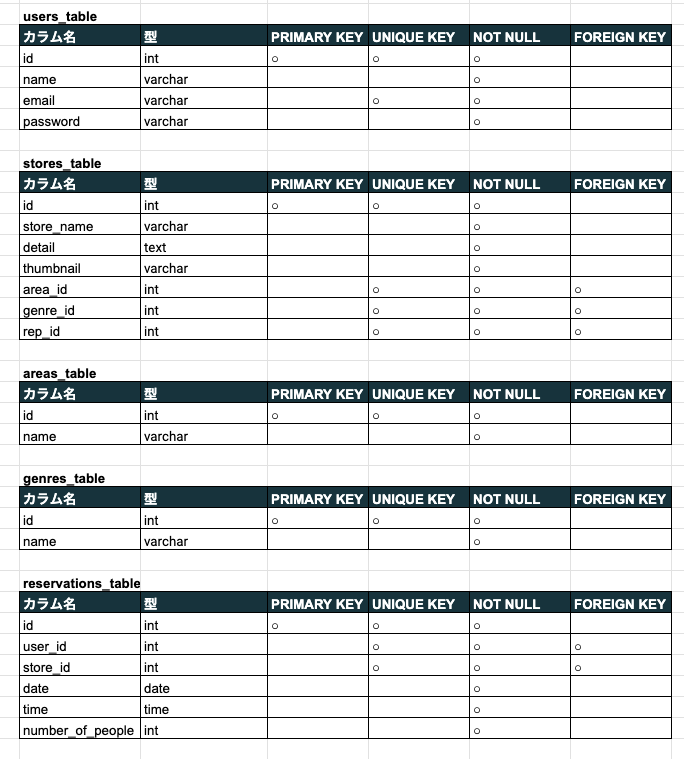 users_table
カラム名 型 PRIMARY KEY UNIQUE KEY NOT NULL FOREIGN KEY
id int ○ ○ ○
name varchar ○
email varchar ○ ○
password varchar ○
stores_table
カラム名 型 PRIMARY KEY UNIQUE KEY NOT NULL FOREIGN KEY
id int ○ ○ ○
store_name varchar ○
detail text ○
thumbnail varchar ○
area_id int ○ ○ ○
genre_id int ○ ○ ○
rep_id int ○ ○ ○
areas_table
カラム名 型 PRIMARY KEY UNIQUE KEY NOT NULL FOREIGN KEY
id int ○ ○ ○
name varchar ○
genres_table
カラム名 型 PRIMARY KEY UNIQUE KEY NOT NULL FOREIGN KEY
id int ○ ○ ○
name varchar ○
reservations_table
カラム名 型 PRIMARY KEY UNIQUE KEY NOT NULL FOREIGN KEY
id int ○ ○ ○
user_id int ○ ○ ○
store_id int ○ ○ ○
date date ○
time time ○
number_of_people int ○